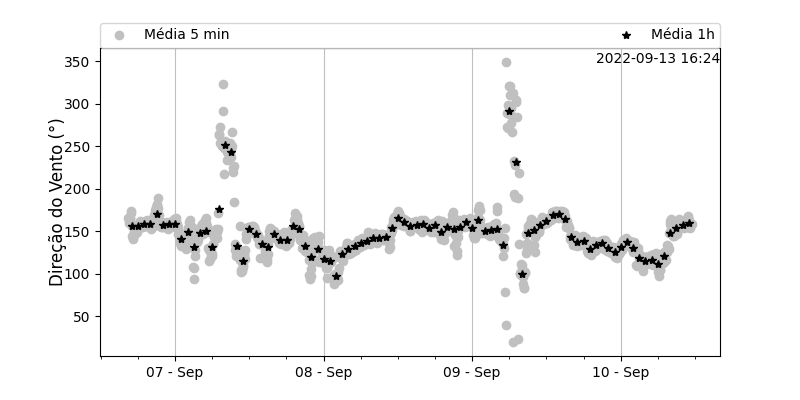 Média 5 min
Média 1h
2022-09-13 16:24
Direção do Vento (°)
350
300
250
200
150
100
50
07 - Sep
08 - Sep
09 - Sep
10 - Sep